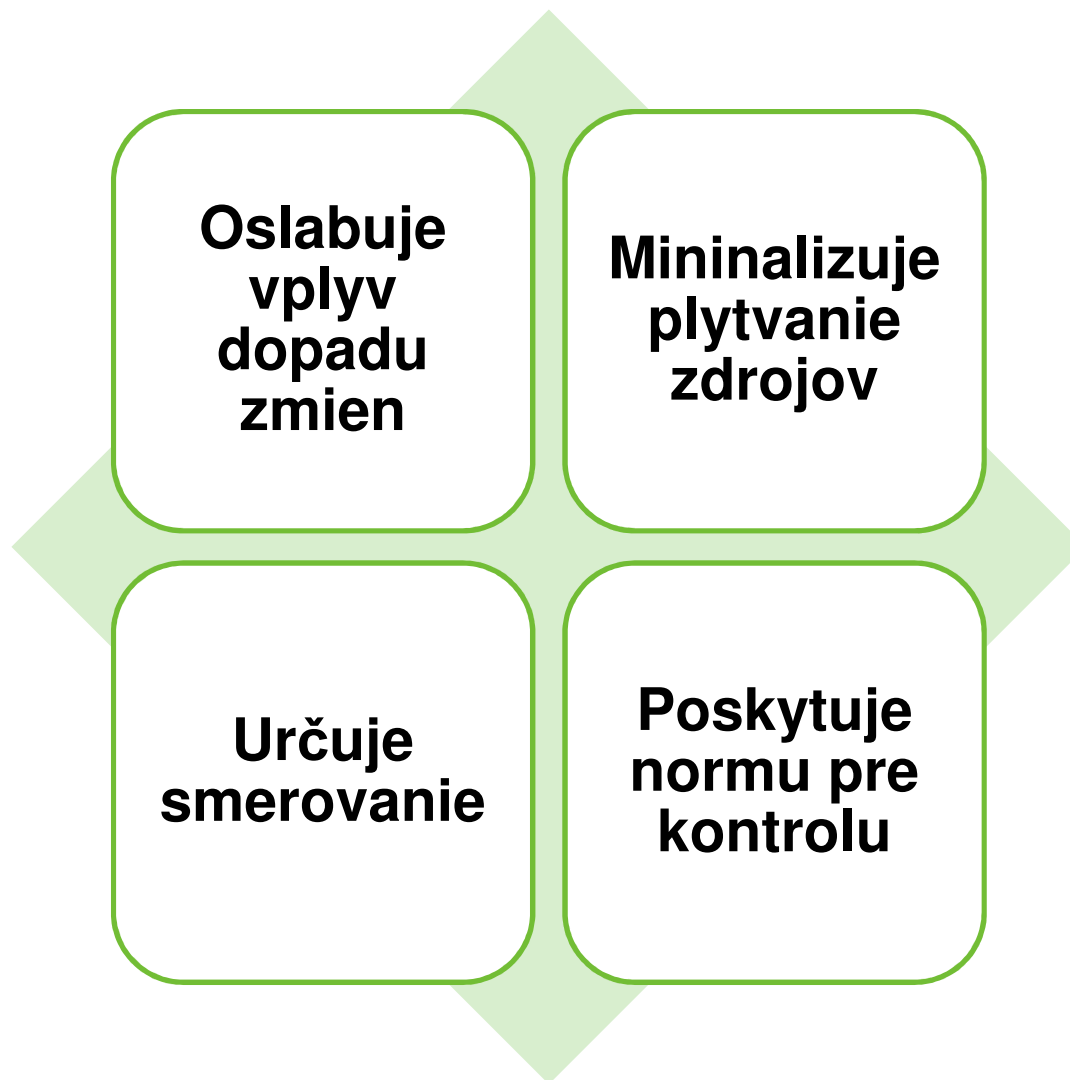 Oslabuje
vplyv
dopadu
zmien
Mininalizuje
plytvanie
zdrojov
Určuje
smerovanie
Poskytuje
normu pre
kontrolu